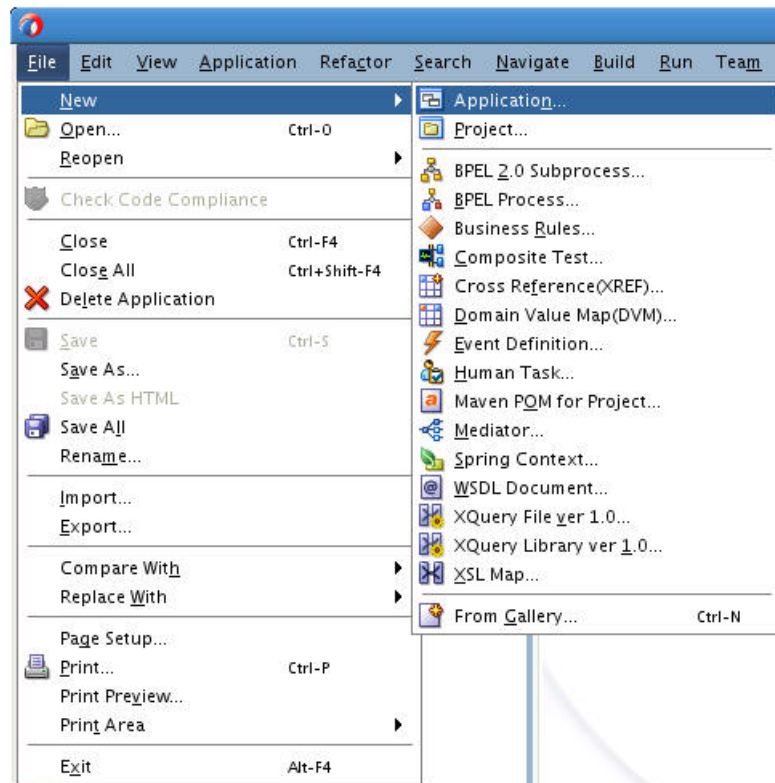 File Edit View Application Refactor Search Navigate Build Run Team
New
Open... Ctrl-O
Reopen
Check Code Compliance
Close Ctrl-F4
Close All Ctrl+Shift-F4
Delete Application
Save Ctrl-S
Save As...
Save As HTML
Save All
Rename...
Import...
Export...
Compare With
Replace With
Page Setup...
Print... Ctrl-P
Print Preview...
Print Area
Exit Alt-F4
Application...
Project...
BPEL 2.0 Subprocess...
BPEL Process...
Business Rules...
Composite Test...
Cross Reference(XREF)...
Domain Value Map(DVM)...
Event Definition...
Human Task...
Maven POM for Project...
Mediator...
Spring Context...
WSDL Document...
XQuery File ver 1.0...
XQuery Library ver 1.0...
XSL Map...
From Gallery... Ctrl-N